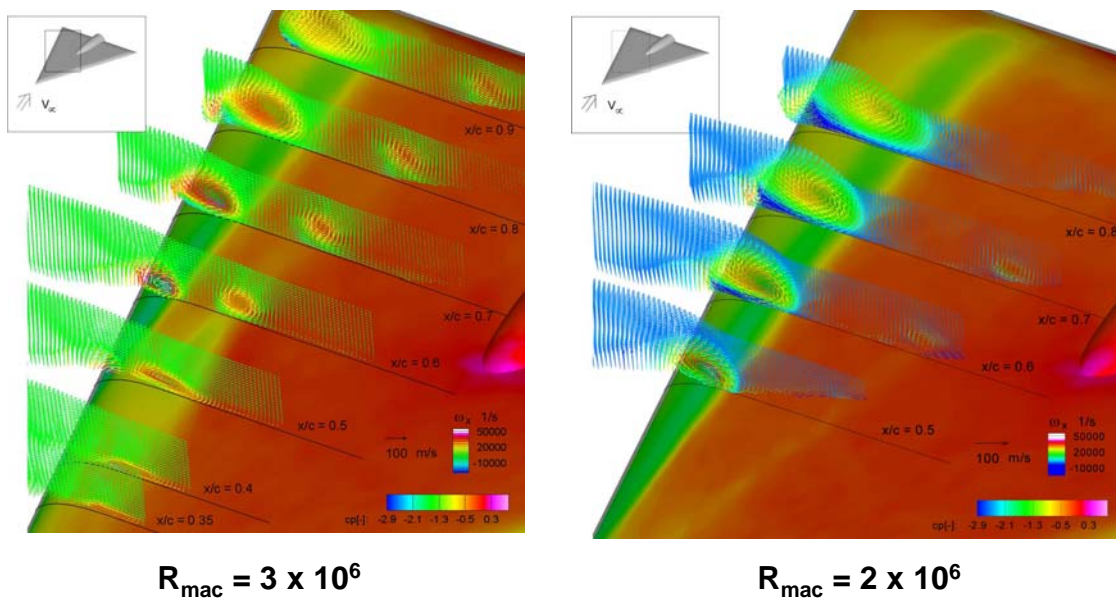 V∞
x/c = 0.9
x/c = 0.8
x/c = 0.7
x/c = 0.6
x/c = 0.5
x/c = 0.4
x/c = 0.35
ωx 1/s
50000
20000
-10000
100 m/s
cp[-]: -2.9 -2.1 -1.3 -0.5 0.3
V∞
x/c = 0.8
x/c = 0.7
x/c = 0.6
x/c = 0.5
ωx 1/s
50000
20000
-10000
100 m/s
cp[-]: -2.9 -2.1 -1.3 -0.5 0.3
Rmac = 3 x 10⁶
Rmac = 2 x 10⁶